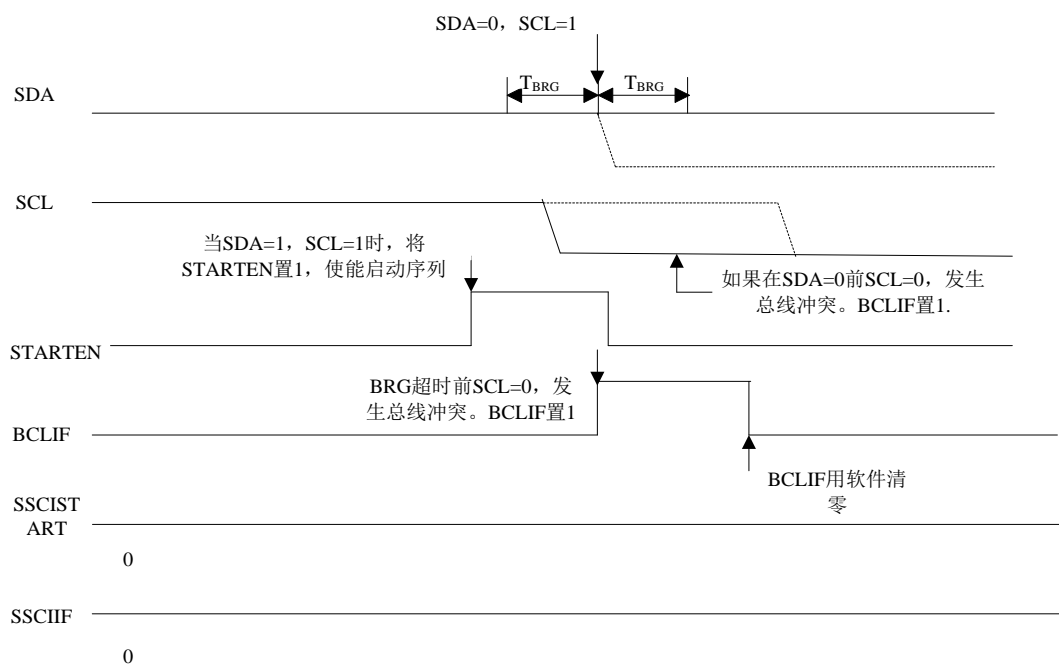 SDA=0，SCL=1
T_BRG T_BRG
SDA
SCL
当SDA=1，SCL=1时，将
STARTEN置1，使能启动序列
如果在SDA=0前SCL=0，发生
总线冲突。BCLIF置1.
STARTEN
BRG超时前SCL=0，发
生总线冲突。BCLIF置1
BCLIF
BCLIF用软件清
零
SSCIST
ART
0
SSCIIF
0